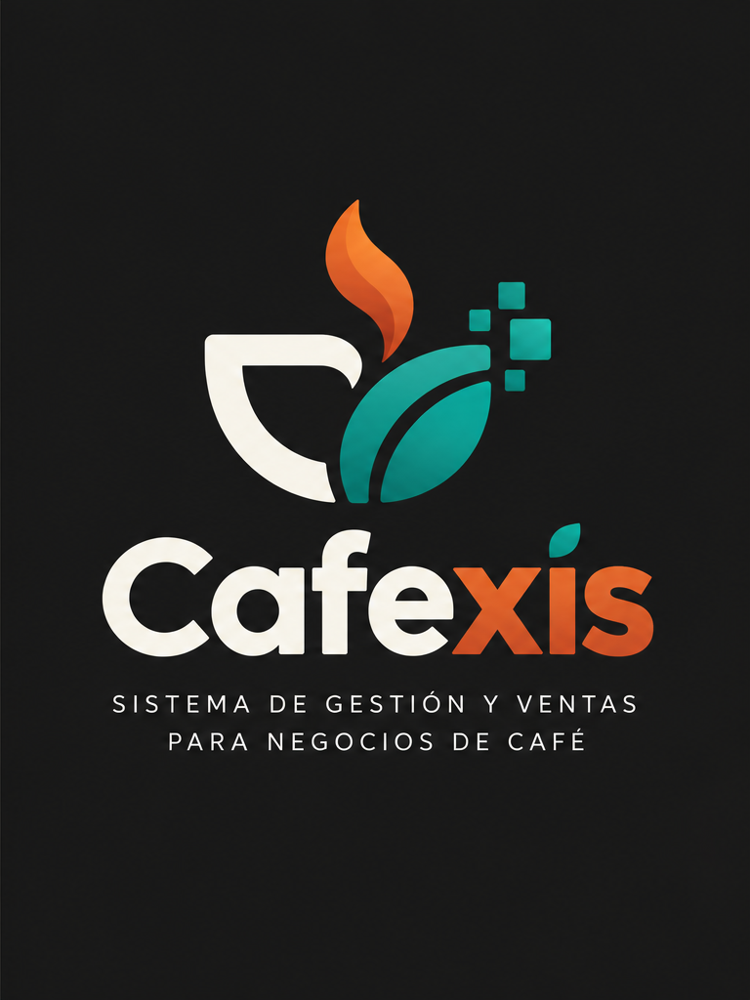 Cafexis
SISTEMA DE GESTIÓN Y VENTAS
PARA NEGOCIOS DE CAFÉ